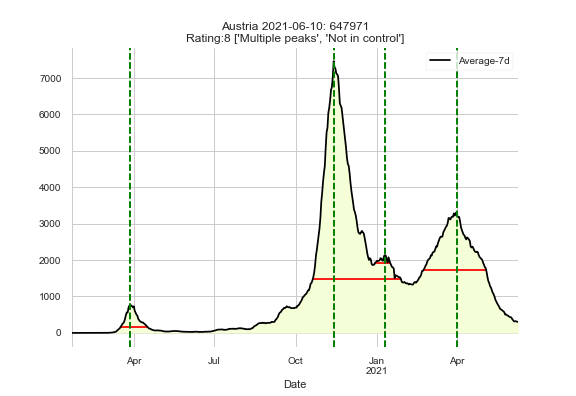 Austria 2021-06-10: 647971
Rating:8 ['Multiple peaks', 'Not in control']
Average-7d
7000
6000
5000
4000
3000
2000
1000
0
Apr
Jul
Oct
Jan
2021
Apr
Date